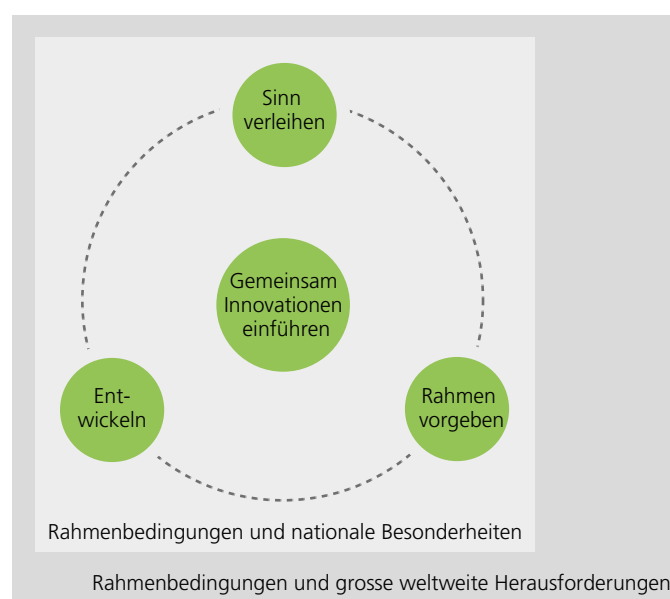 Sinn
verleihen
Gemeinsam
Innovationen
einführen
Ent-
wickeln
Rahmen
vorgeben
Rahmenbedingungen und nationale Besonderheiten
Rahmenbedingungen und grosse weltweite Herausforderungen